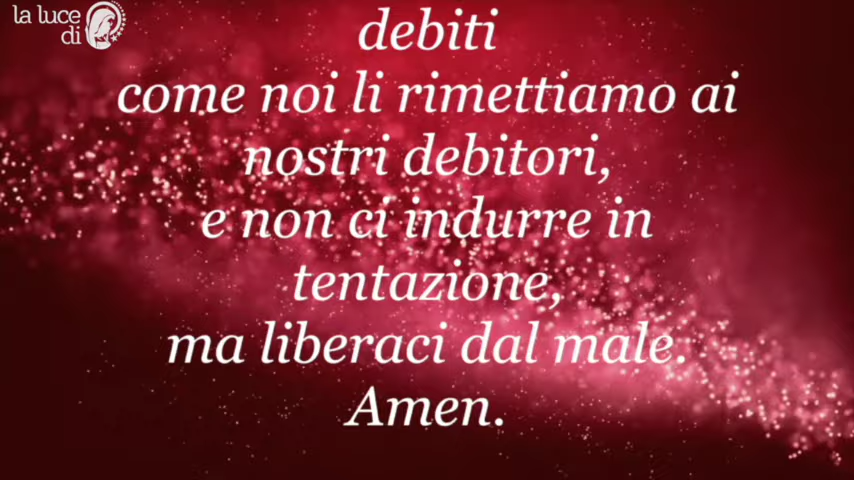 la luce
di
debiti
come noi li rimettiamo ai
nostri debitori,
e non ci indurre in
tentazione,
ma liberaci dal male.
Amen.